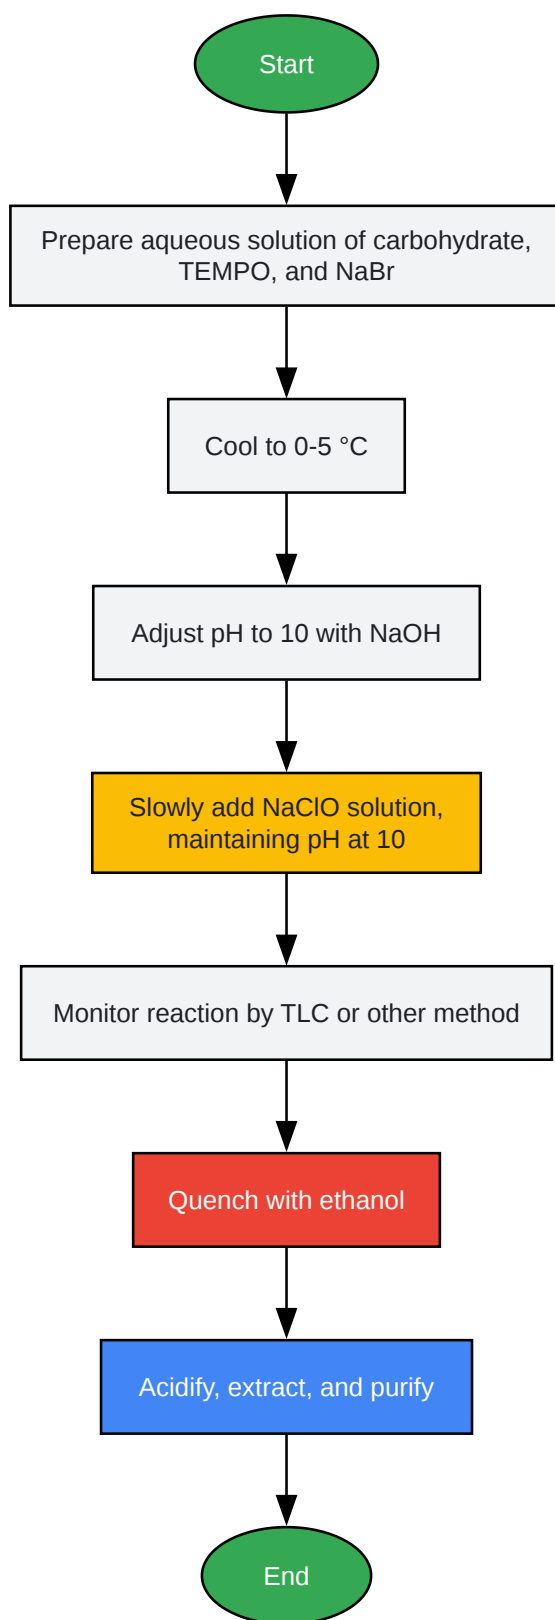 Start
Prepare aqueous solution of carbohydrate,
TEMPO, and NaBr
Cool to 0-5 °C
Adjust pH to 10 with NaOH
Slowly add NaClO solution,
maintaining pH at 10
Monitor reaction by TLC or other method
Quench with ethanol
Acidify, extract, and purify
End